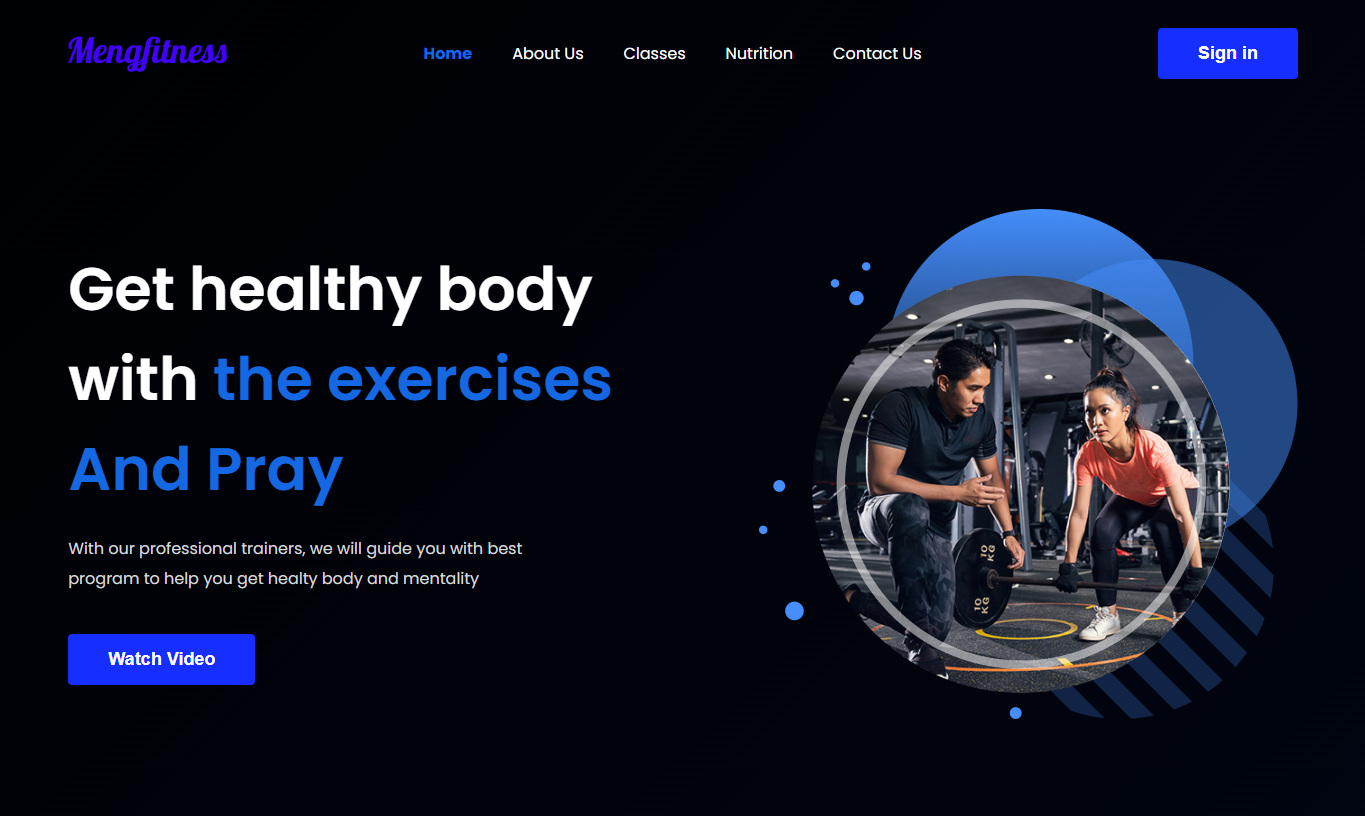 Mengfitness
Home About Us Classes Nutrition Contact Us
Sign in
Get healthy body
with the exercises
And Pray
With our professional trainers, we will guide you with best
program to help you get healty body and mentality
Watch Video
10
KG
10
KG